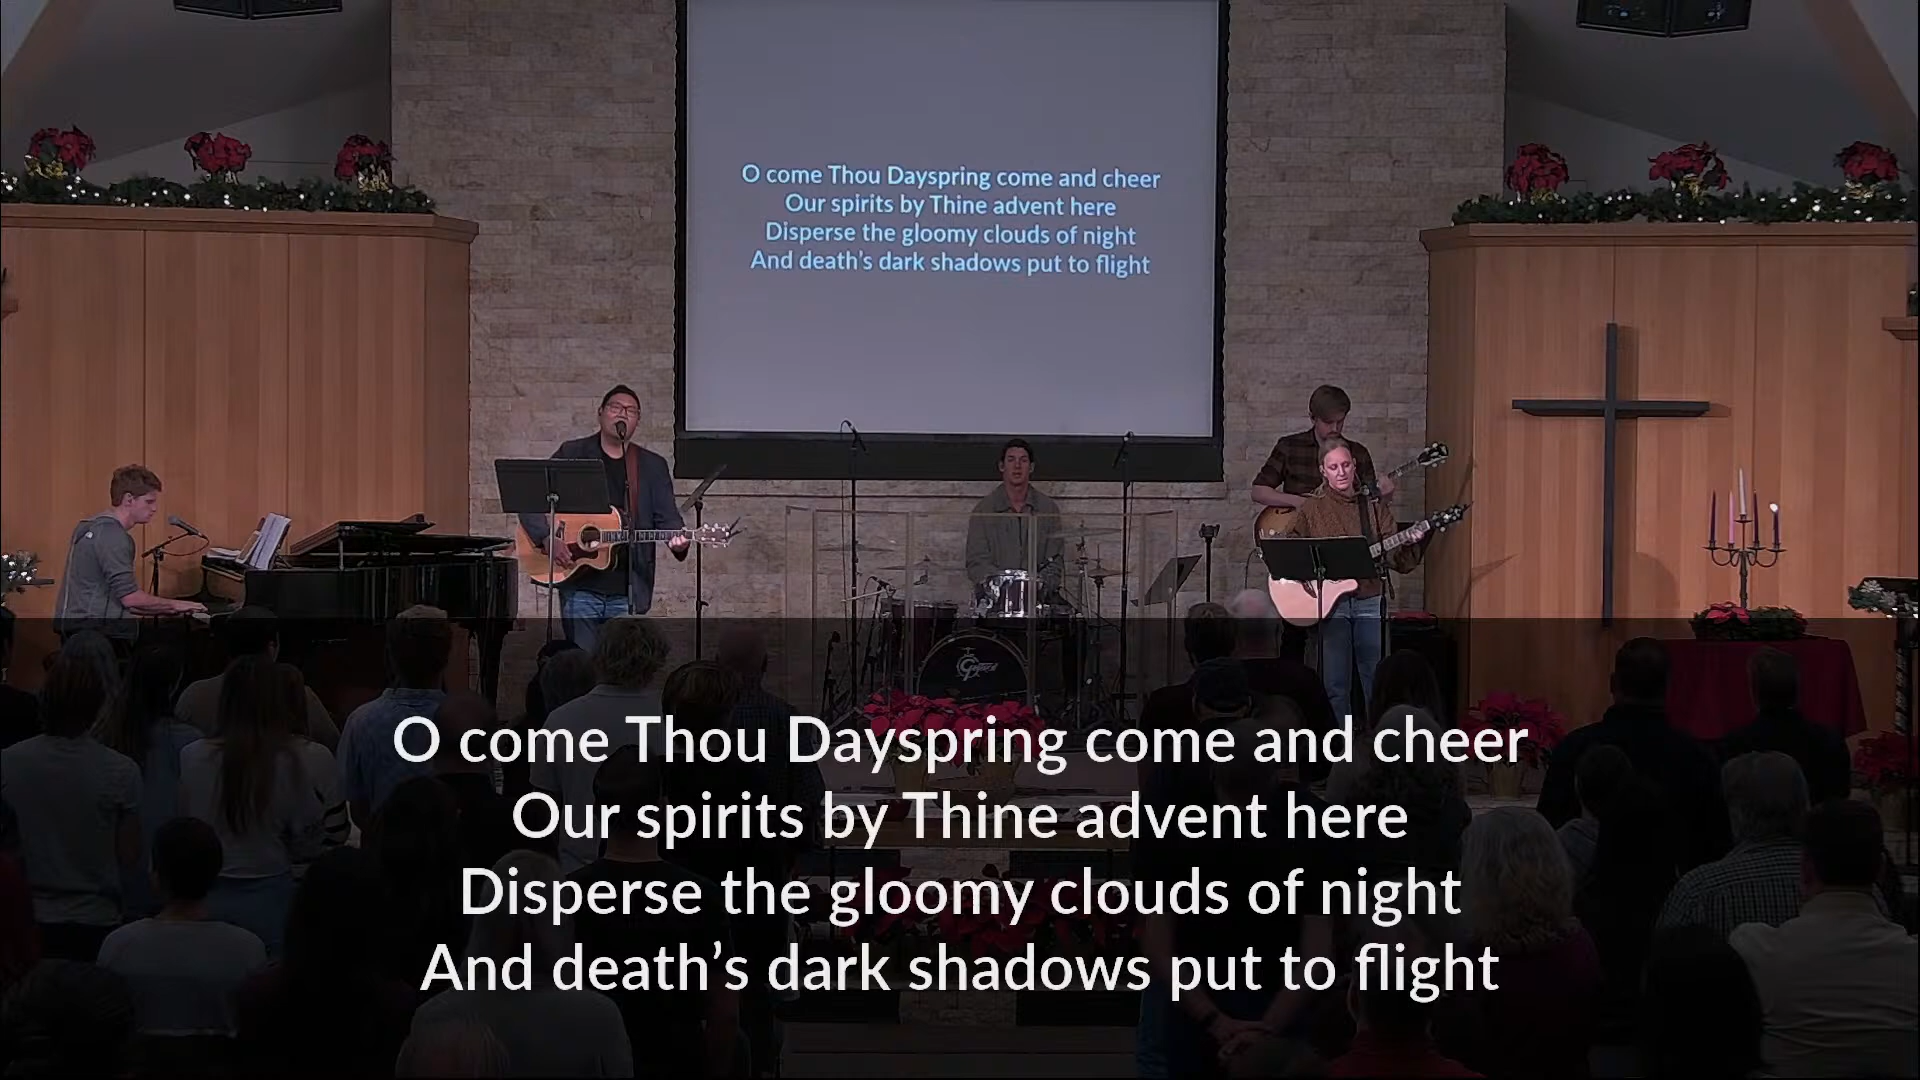 O come Thou Dayspring come and cheer
Our spirits by Thine advent here
Disperse the gloomy clouds of night
And death's dark shadows put to flight
O come Thou Dayspring come and cheer
Our spirits by Thine advent here
Disperse the gloomy clouds of night
And death’s dark shadows put to flight